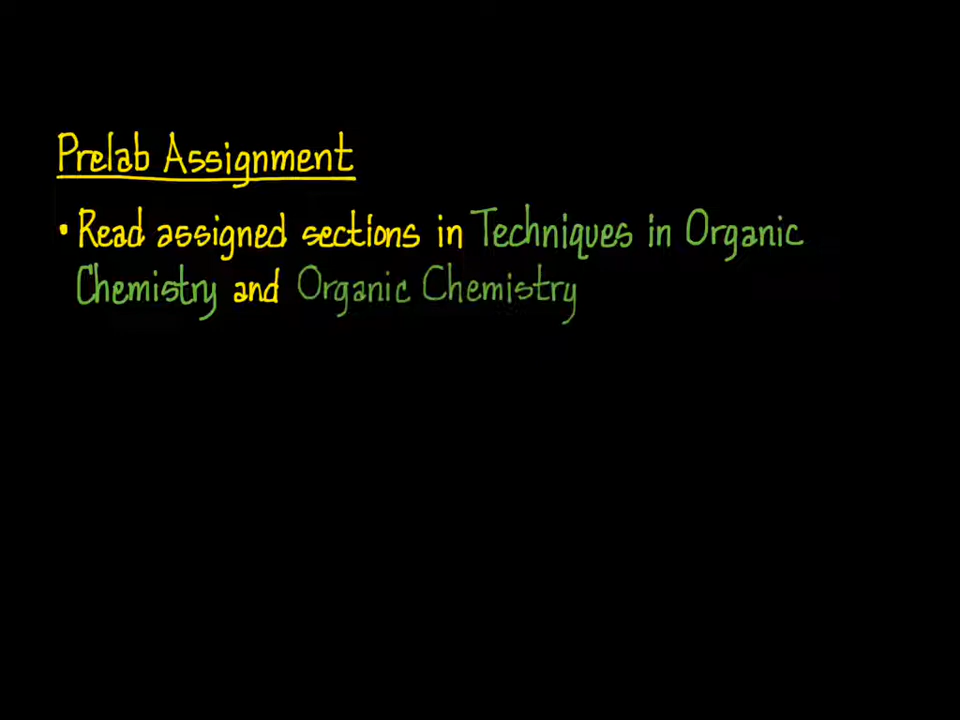 Prelab Assignment
• Read assigned sections in Techniques in Organic
Chemistry and Organic Chemistry